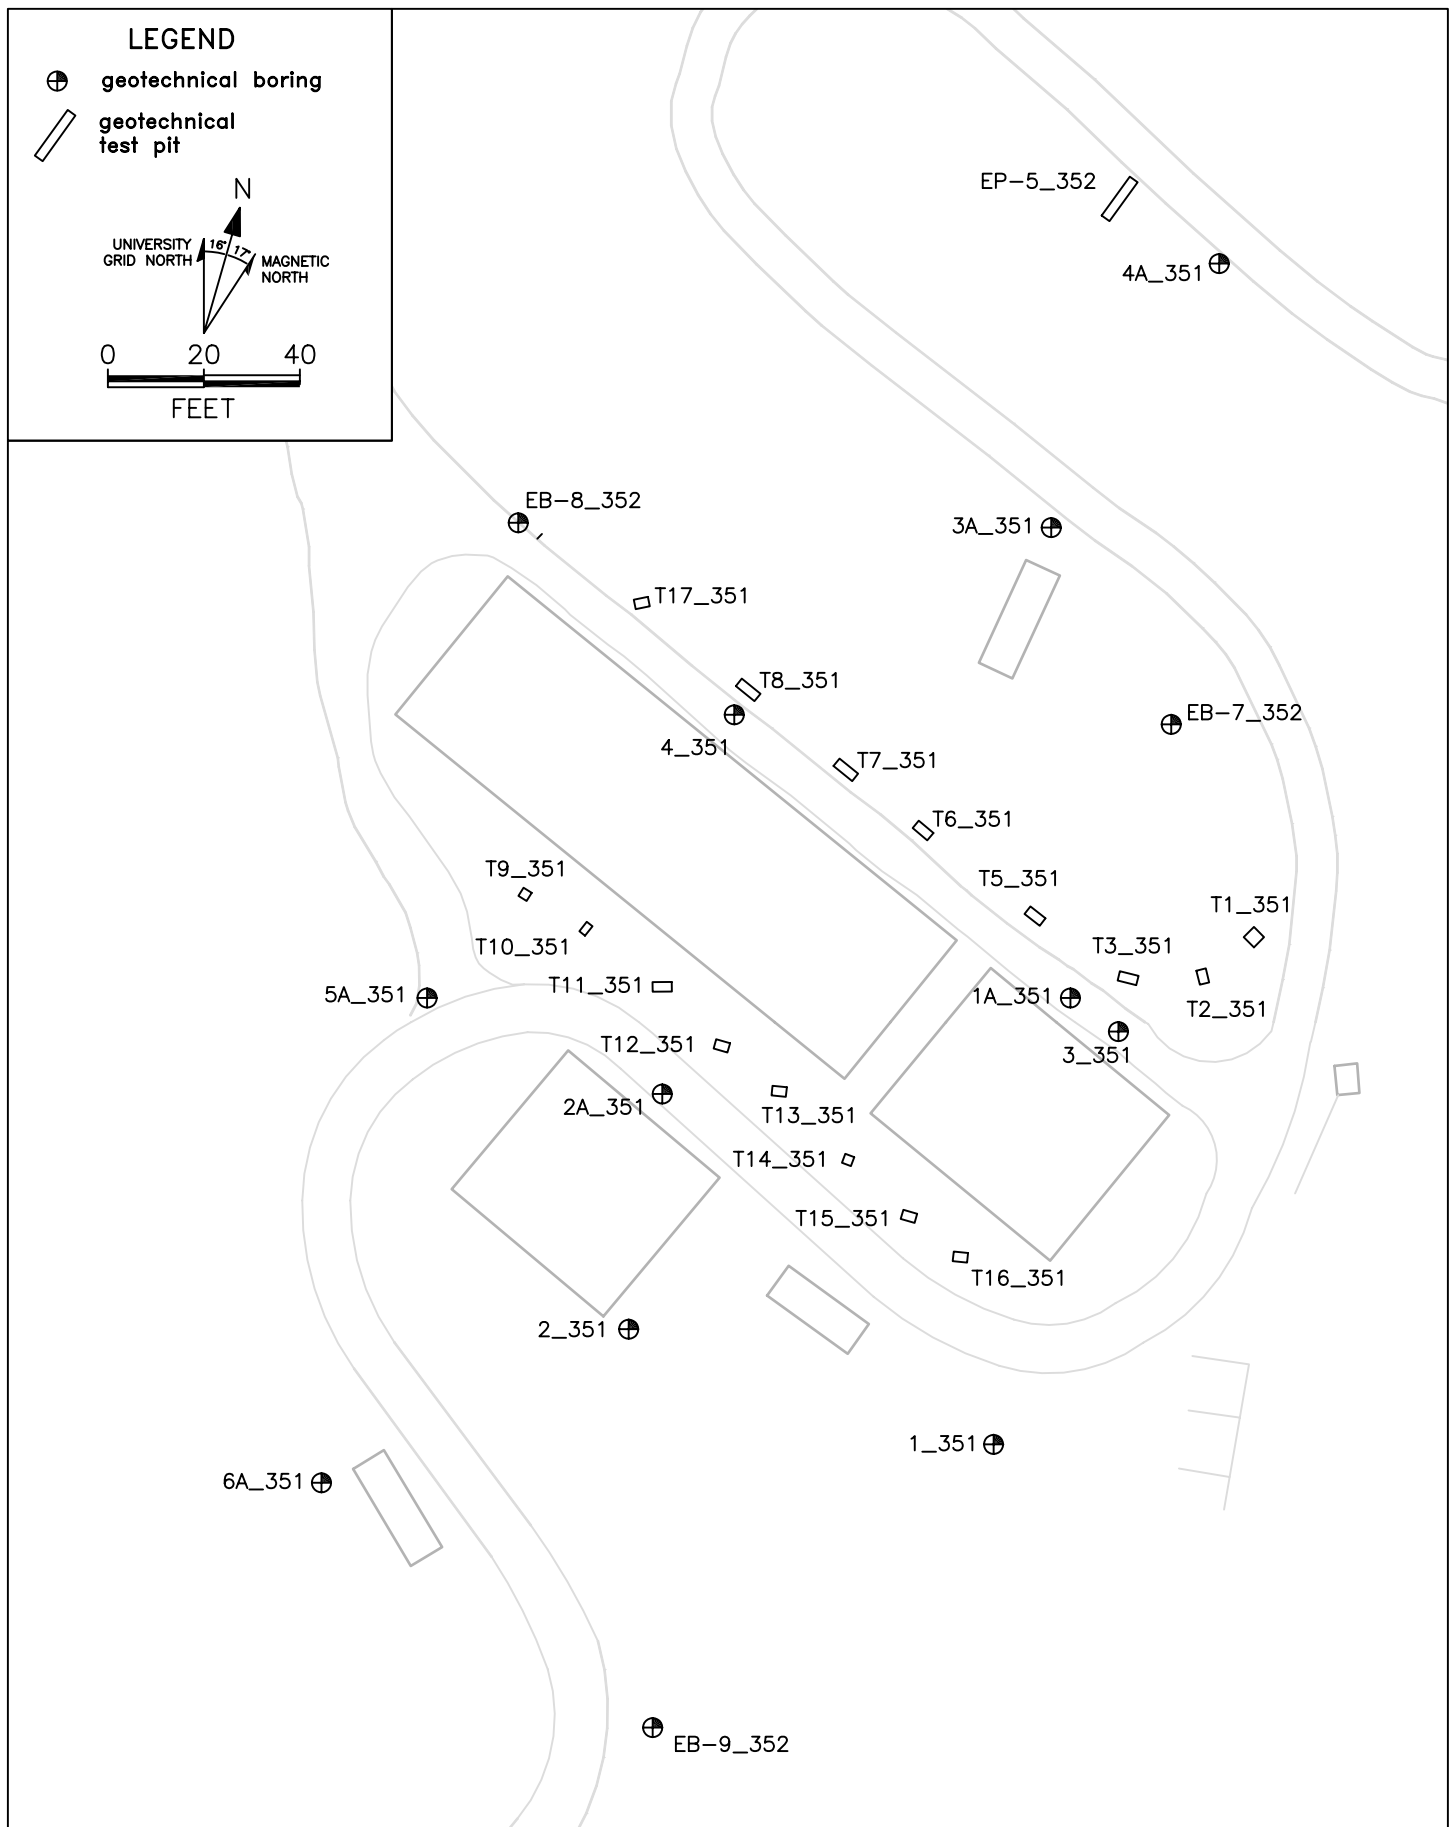 LEGEND
geotechnical boring
geotechnical
test pit
N
UNIVERSITY
GRID NORTH
16°
17°
MAGNETIC
NORTH
0 20 40
FEET
EP-5_352
4A_351
EB-8_352
3A_351
T17_351
T8_351
EB-7_352
4_351
T7_351
T6_351
T9_351
T5_351
T1_351
T10_351
T3_351
T11_351
5A_351
1A_351
T2_351
T12_351
3_351
2A_351
T13_351
T14_351
T15_351
T16_351
2_351
1_351
6A_351
EB-9_352